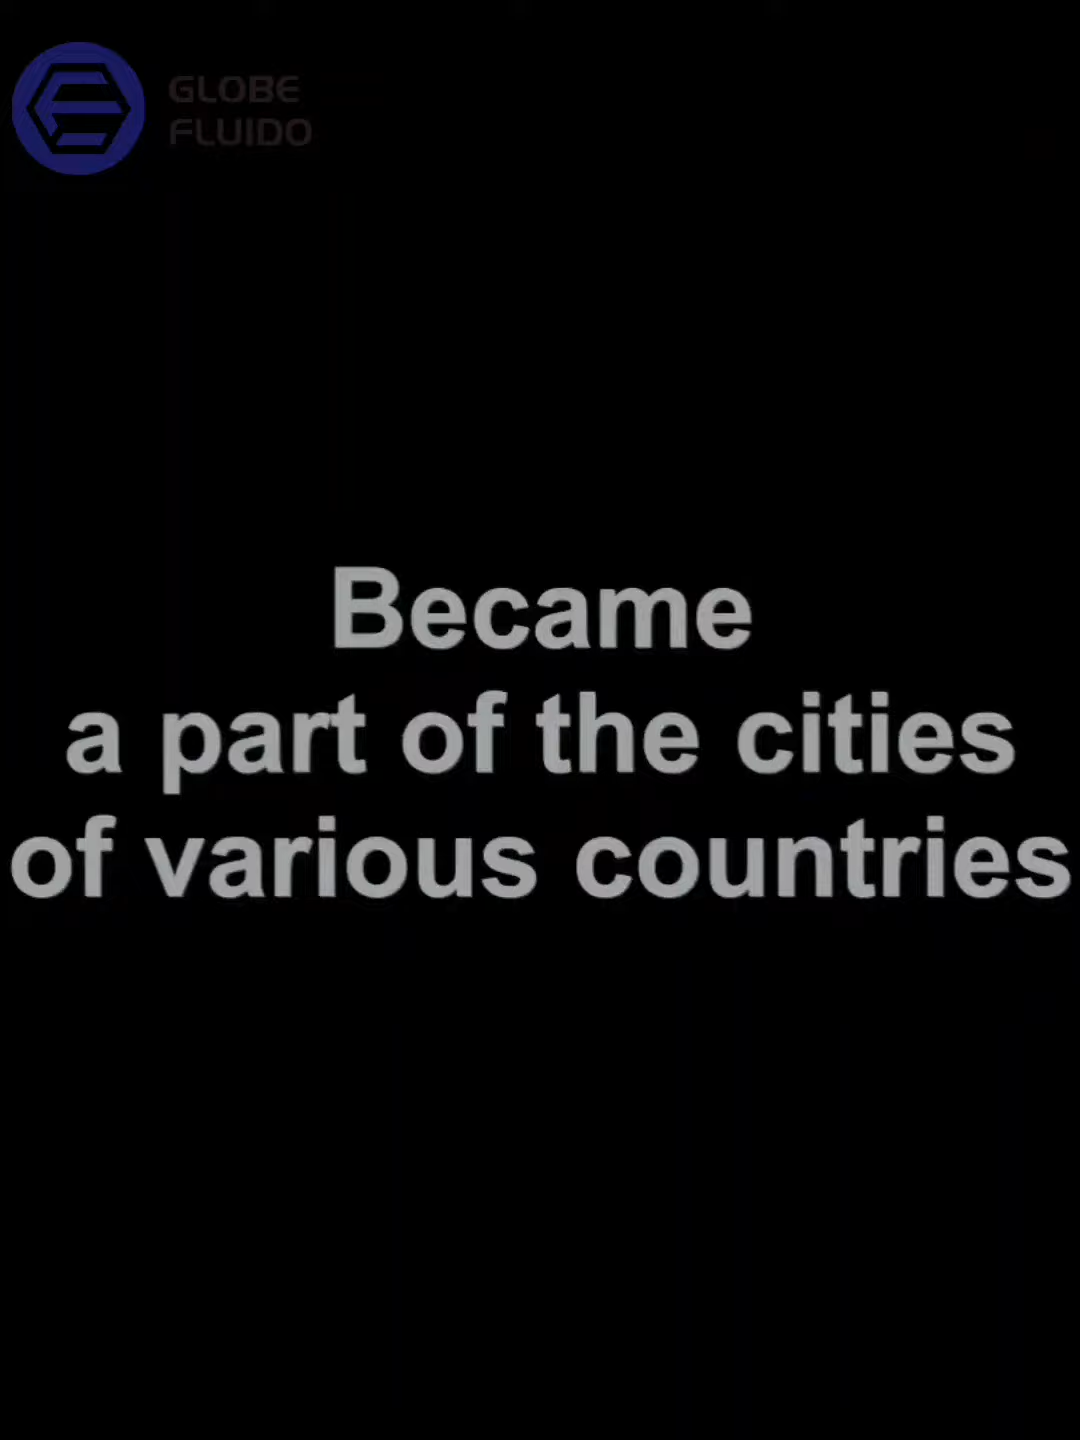 GLOBE
FLUIDO
Became
a part of the cities
of various countries